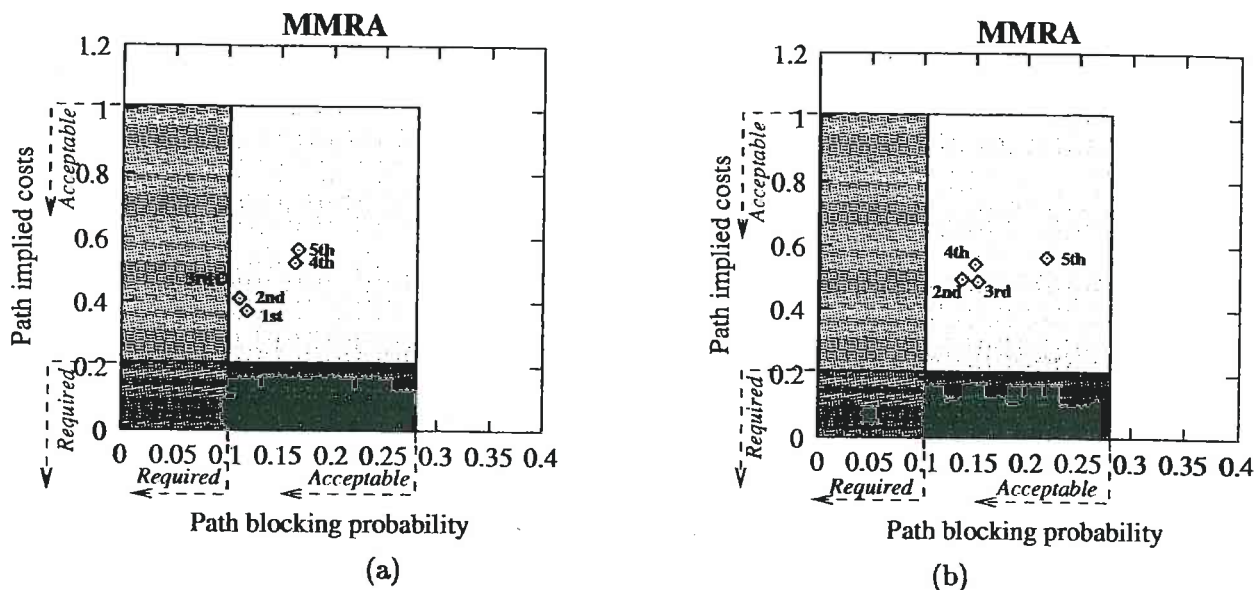 MMRA
1.2
1
0.8
0.6
0.4
0.2
0
Path implied costs
Acceptable
Required
5th
4th
3rd
2nd
1st
0 0.05 0.1 0.15 0.2 0.25 0.3 0.35 0.4
Required Acceptable
Path blocking probability
(a)
MMRA
1.2
1
0.8
0.6
0.4
0.2
0
Path implied costs
Acceptable
Required
4th
5th
2nd 3rd
0 0.05 0.1 0.15 0.2 0.25 0.3 0.35 0.4
Required Acceptable
Path blocking probability
(b)